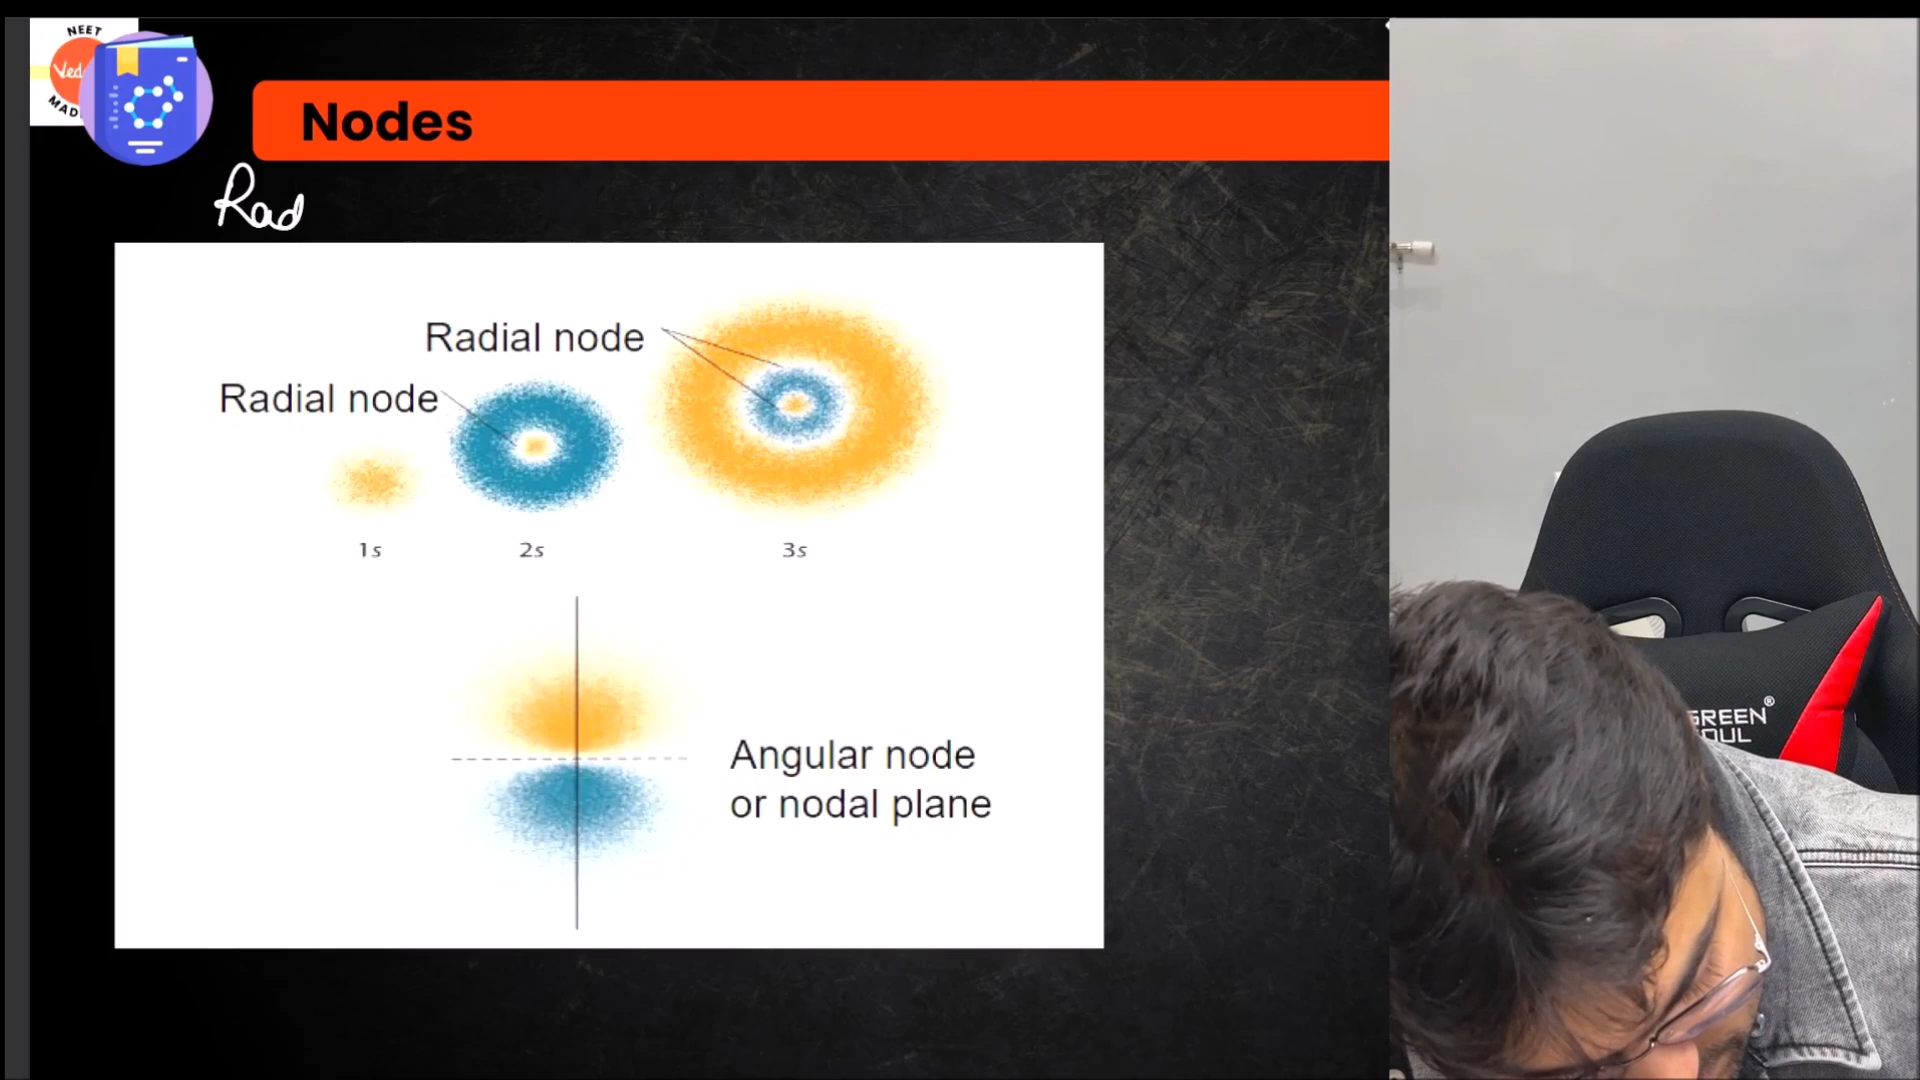 NEET
Ved
MAD
Nodes
Rad
Radial node
Radial node
1s
2s
3s
Angular node
or nodal plane
GREEN
OUL
®